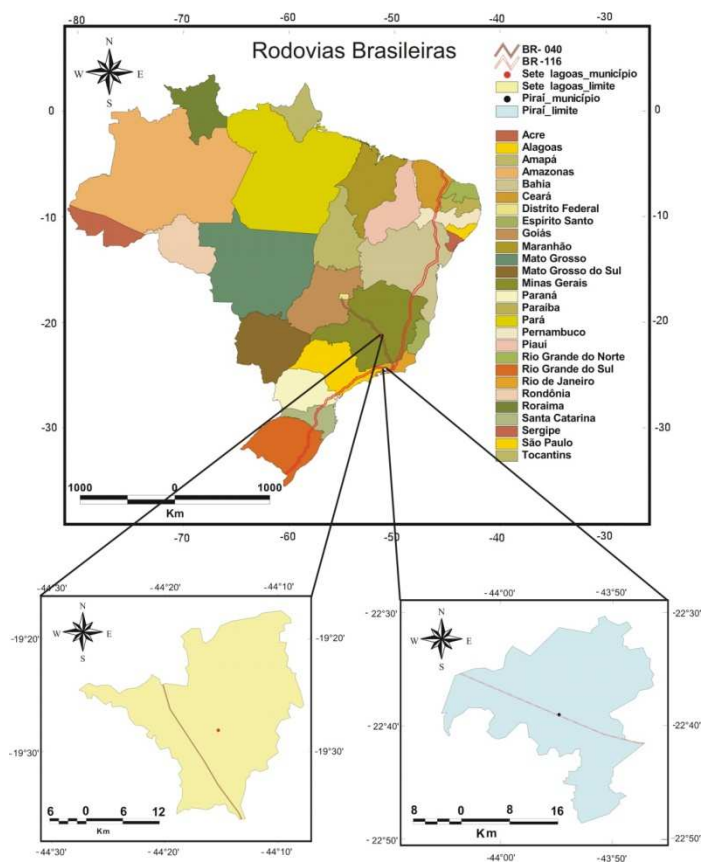 -80 -70 -60 -50 -40 -30
Rodovias Brasileiras
N
W E
S
BR- 040
BR -116
Sete lagoas_município
Sete lagoas_limite
Piraí_município
Piraí_limite
0 0
Acre
Alagoas
Amapá
Amazonas
Bahia
Ceará
-10 -10
Distrito Federal
Espírito Santo
Goiás
Maranhão
Mato Grosso
Mato Grosso do Sul
Minas Gerais
-20 -20
Paraná
Paraiba
Pará
Pernambuco
Piaui
Rio Grande do Norte
Rio Grande do Sul
Rio de Janeiro
Rondônia
Roraima
Santa Catarina
-30 -30
Sergipe
São Paulo
Tocantins
1000 0 1000
Km
-70 -60 -50 -40 -30
-44°30' -44°20' -44°10'
-19°20' -19°20'
N
W E
S
-19°30' -19°30'
6 0 6 12
Km
-44°30' -44°20' -44°10'
-44°00' -43°50'
-22°30' -22°30'
N
W E
S
-22°40' -22°40'
8 0 8 16
Km
-22°50' -22°50'
-44°00' -43°50'